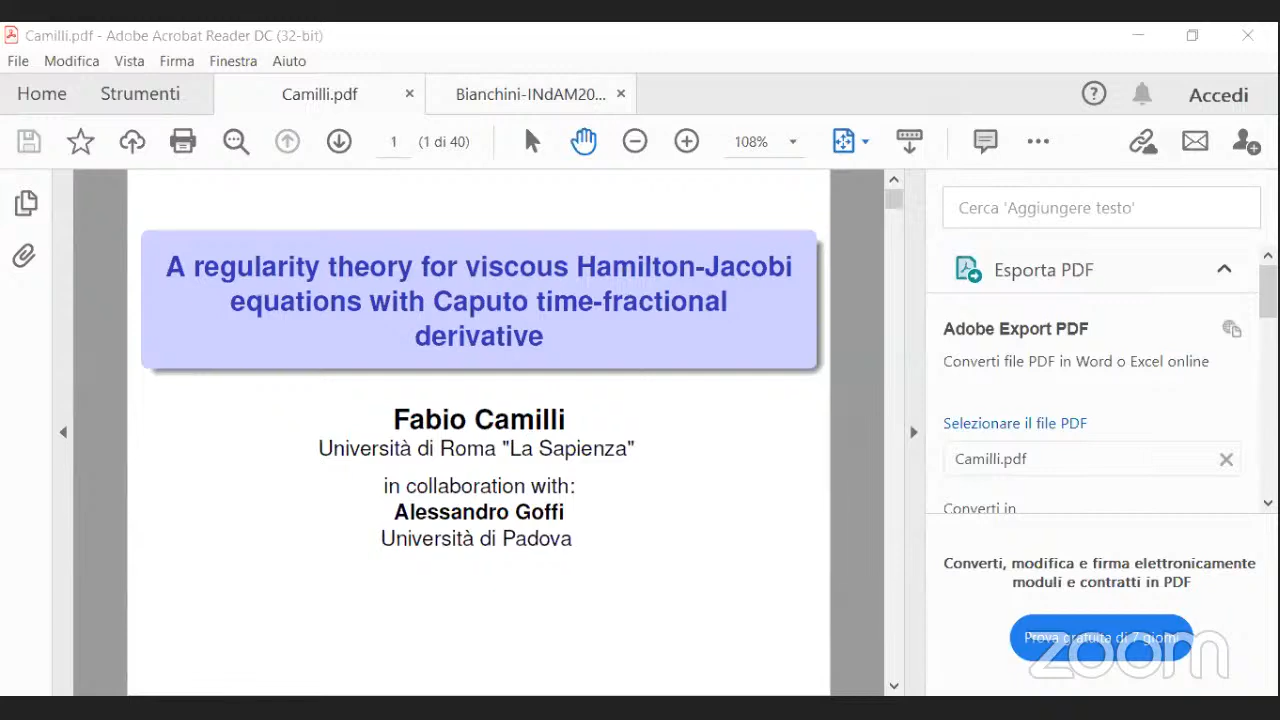 Camilli.pdf - Adobe Acrobat Reader DC (32-bit)
File Modifica Vista Firma Finestra Aiuto
Home Strumenti Camilli.pdf × Bianchini-INdAM20... × Accedi
1 (1 di 40) 108%
Cerca 'Aggiungere testo'
A regularity theory for viscous Hamilton-Jacobi
equations with Caputo time-fractional
derivative
Fabio Camilli
Università di Roma "La Sapienza"
in collaboration with:
Alessandro Goffi
Università di Padova
Esporta PDF
Adobe Export PDF
Converti file PDF in Word o Excel online
Selezionare il file PDF
Camilli.pdf
Converti in
Converti, modifica e firma elettronicamente
moduli e contratti in PDF
Prova gratuita di 7 giorni
zoom